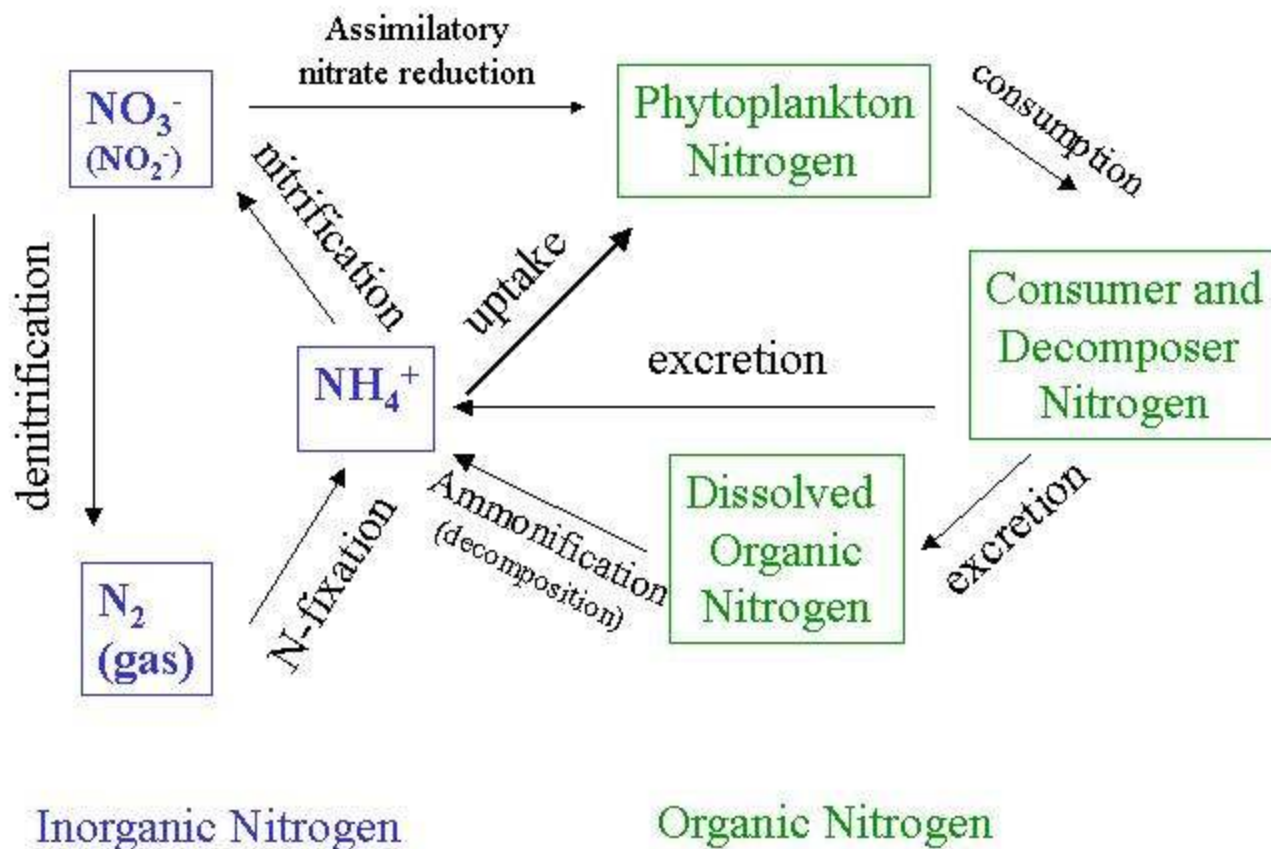 Assimilatory
nitrate reduction
NO₃⁻
(NO₂⁻)
Phytoplankton
Nitrogen
consumption
nitrification
uptake
denitrification
Consumer and
Decomposer
Nitrogen
excretion
NH₄⁺
Ammonification
(decomposition)
Dissolved
Organic
Nitrogen
excretion
N₂
(gas)
N-fixation
Inorganic Nitrogen
Organic Nitrogen